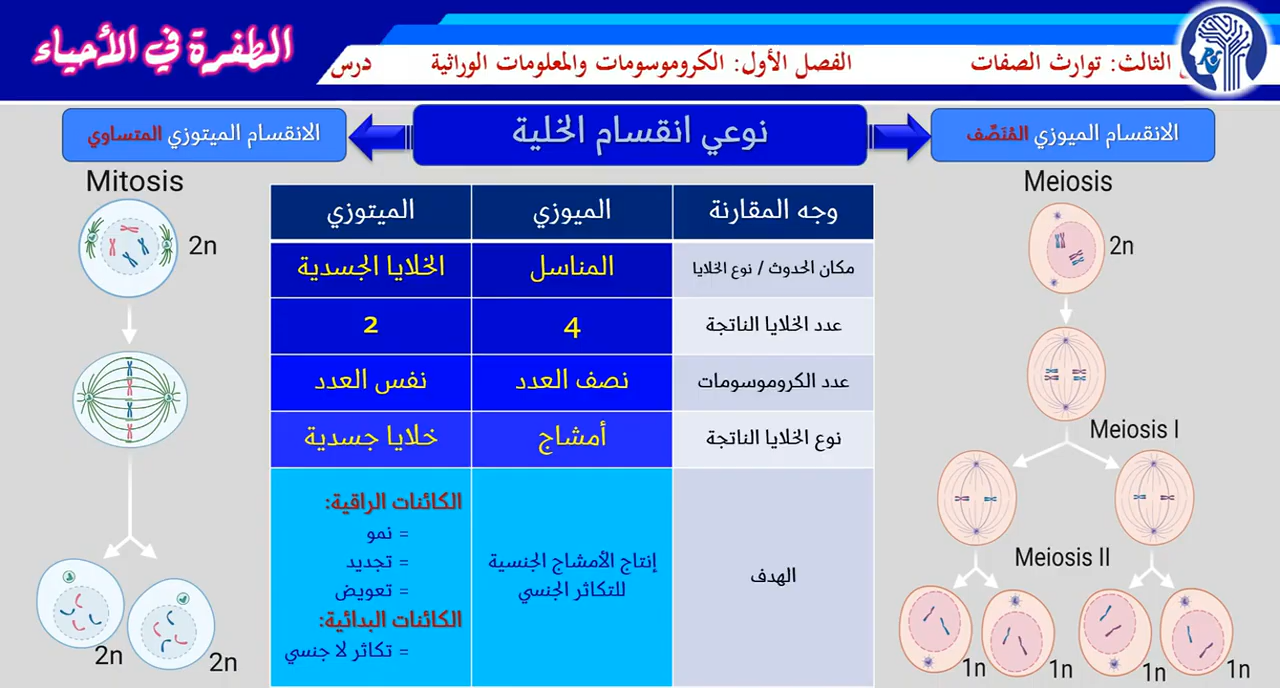 الطفرة في الأحياء
الثالث: توارث الصفات
الفصل الأول: الكروموسومات والمعلومات الوراثية
درس
نوعي انقسام الخلية
الانقسام الميوزي المُنَصِّف
الانقسام الميتوزي المتساوي
Meiosis
2n
Meiosis I
Meiosis II
1n
1n
1n
1n
وجه المقارنة
الميوزي
الميتوزي
مكان الحدوث / نوع الخلايا
المناسل
الخلايا الجسدية
عدد الخلايا الناتجة
4
2
عدد الكروموسومات
نصف العدد
نفس العدد
نوع الخلايا الناتجة
أمشاج
خلايا جسدية
الهدف
إنتاج الأمشاج الجنسية
للتكاثر الجنسي
الكائنات الراقية:
= نمو
= تجديد
= تعويض
الكائنات البدائية:
= تكاثر لا جنسي
Mitosis
2n
2n
2n